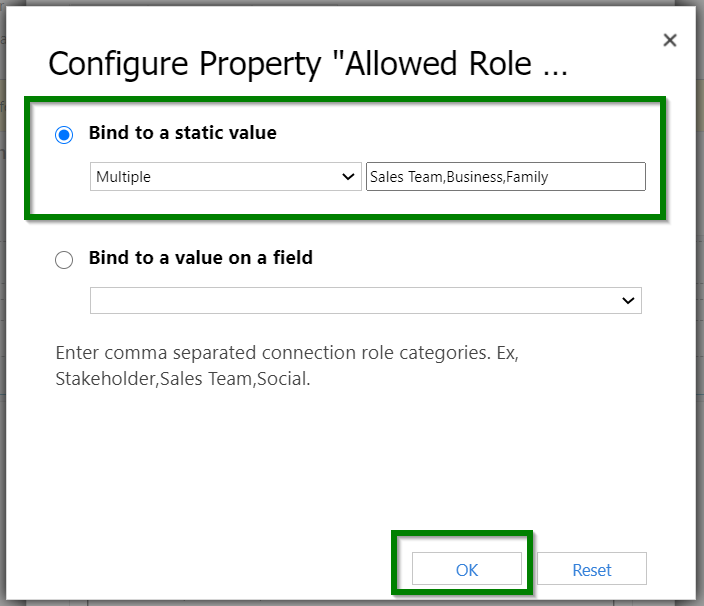 Configure Property "Allowed Role ...
Bind to a static value
Multiple Sales Team,Business,Family
Bind to a value on a field
Enter comma separated connection role categories. Ex,
Stakeholder,Sales Team,Social.
OK Reset